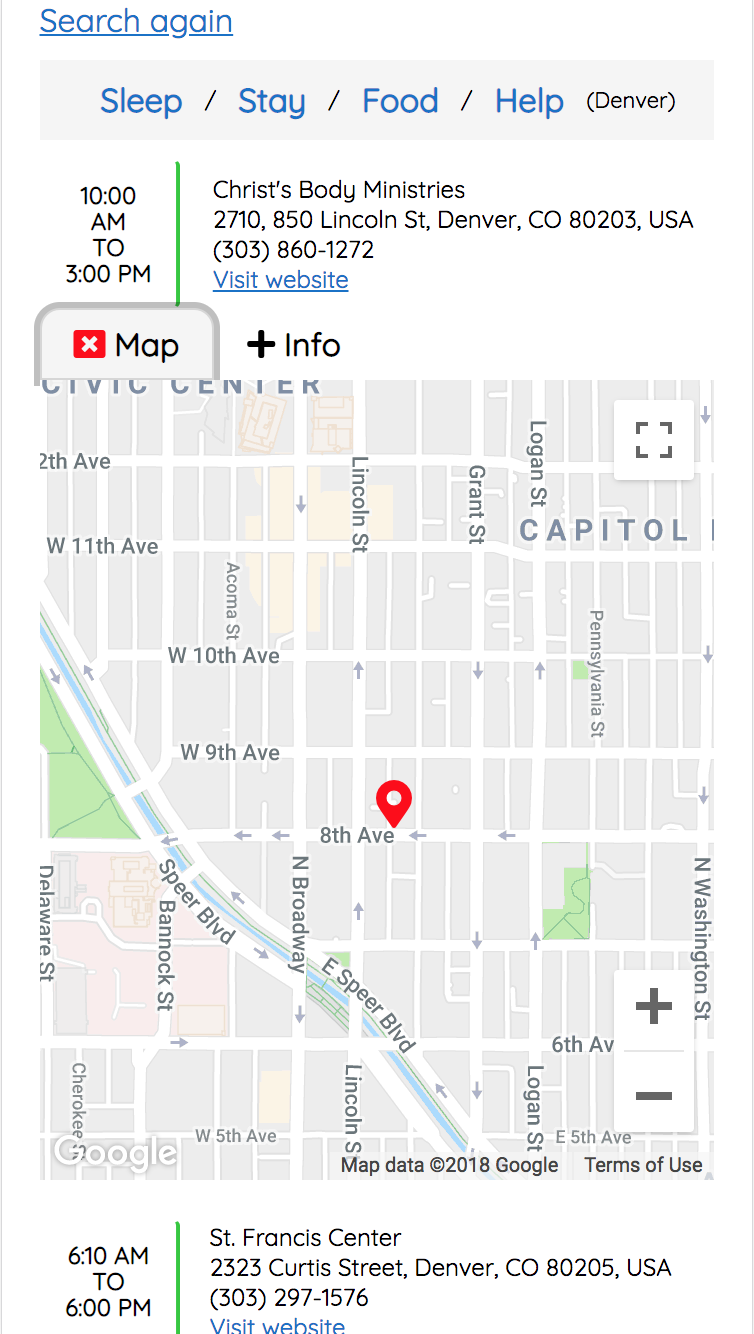 Search again
Sleep / Stay / Food / Help (Denver)
10:00
AM
TO
3:00 PM
Christ's Body Ministries
2710, 850 Lincoln St, Denver, CO 80203, USA
(303) 860-1272
Visit website
Map
Info
CIVIC CENTER
2th Ave
Lincoln St
Grant St
Logan St
CAPITOL
W 11th Ave
Acoma St
Pennsylvania St
W 10th Ave
W 9th Ave
8th Ave
Delaware St
Speer Blvd
Bannock St
N Broadway
E Speer Blvd
N Washington St
6th Av
Cherokee S
Lincoln S
Logan St
W 5th Ave
E 5th Ave
Google
Map data ©2018 Google
Terms of Use
6:10 AM
TO
6:00 PM
St. Francis Center
2323 Curtis Street, Denver, CO 80205, USA
(303) 297-1576
Visit website